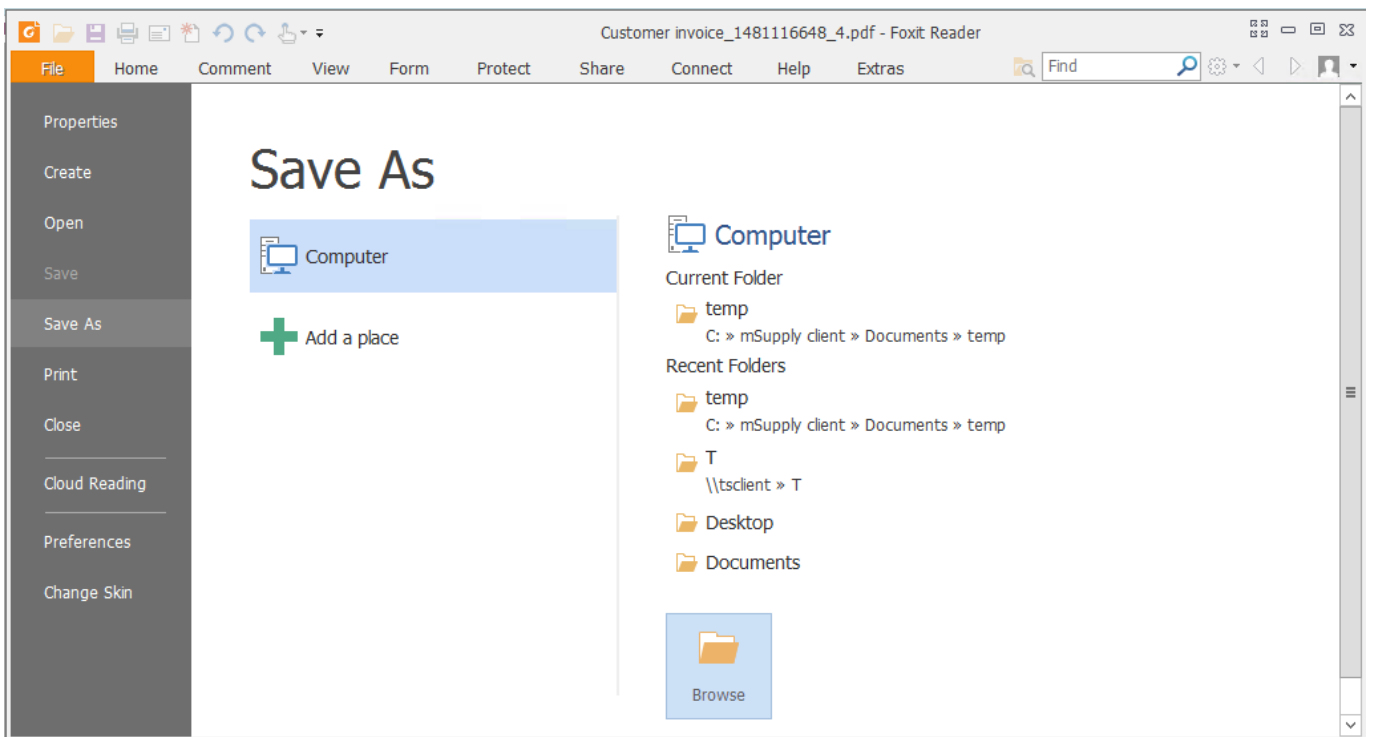 Customer invoice_1481116648_4.pdf - Foxit Reader
File Home Comment View Form Protect Share Connect Help Extras Find
Properties
Create
Open
Save
Save As
Print
Close
Cloud Reading
Preferences
Change Skin
Save As
Computer
Add a place
Computer
Current Folder
temp
C: » mSupply client » Documents » temp
Recent Folders
temp
C: » mSupply client » Documents » temp
T
\\tsclient » T
Desktop
Documents
Browse